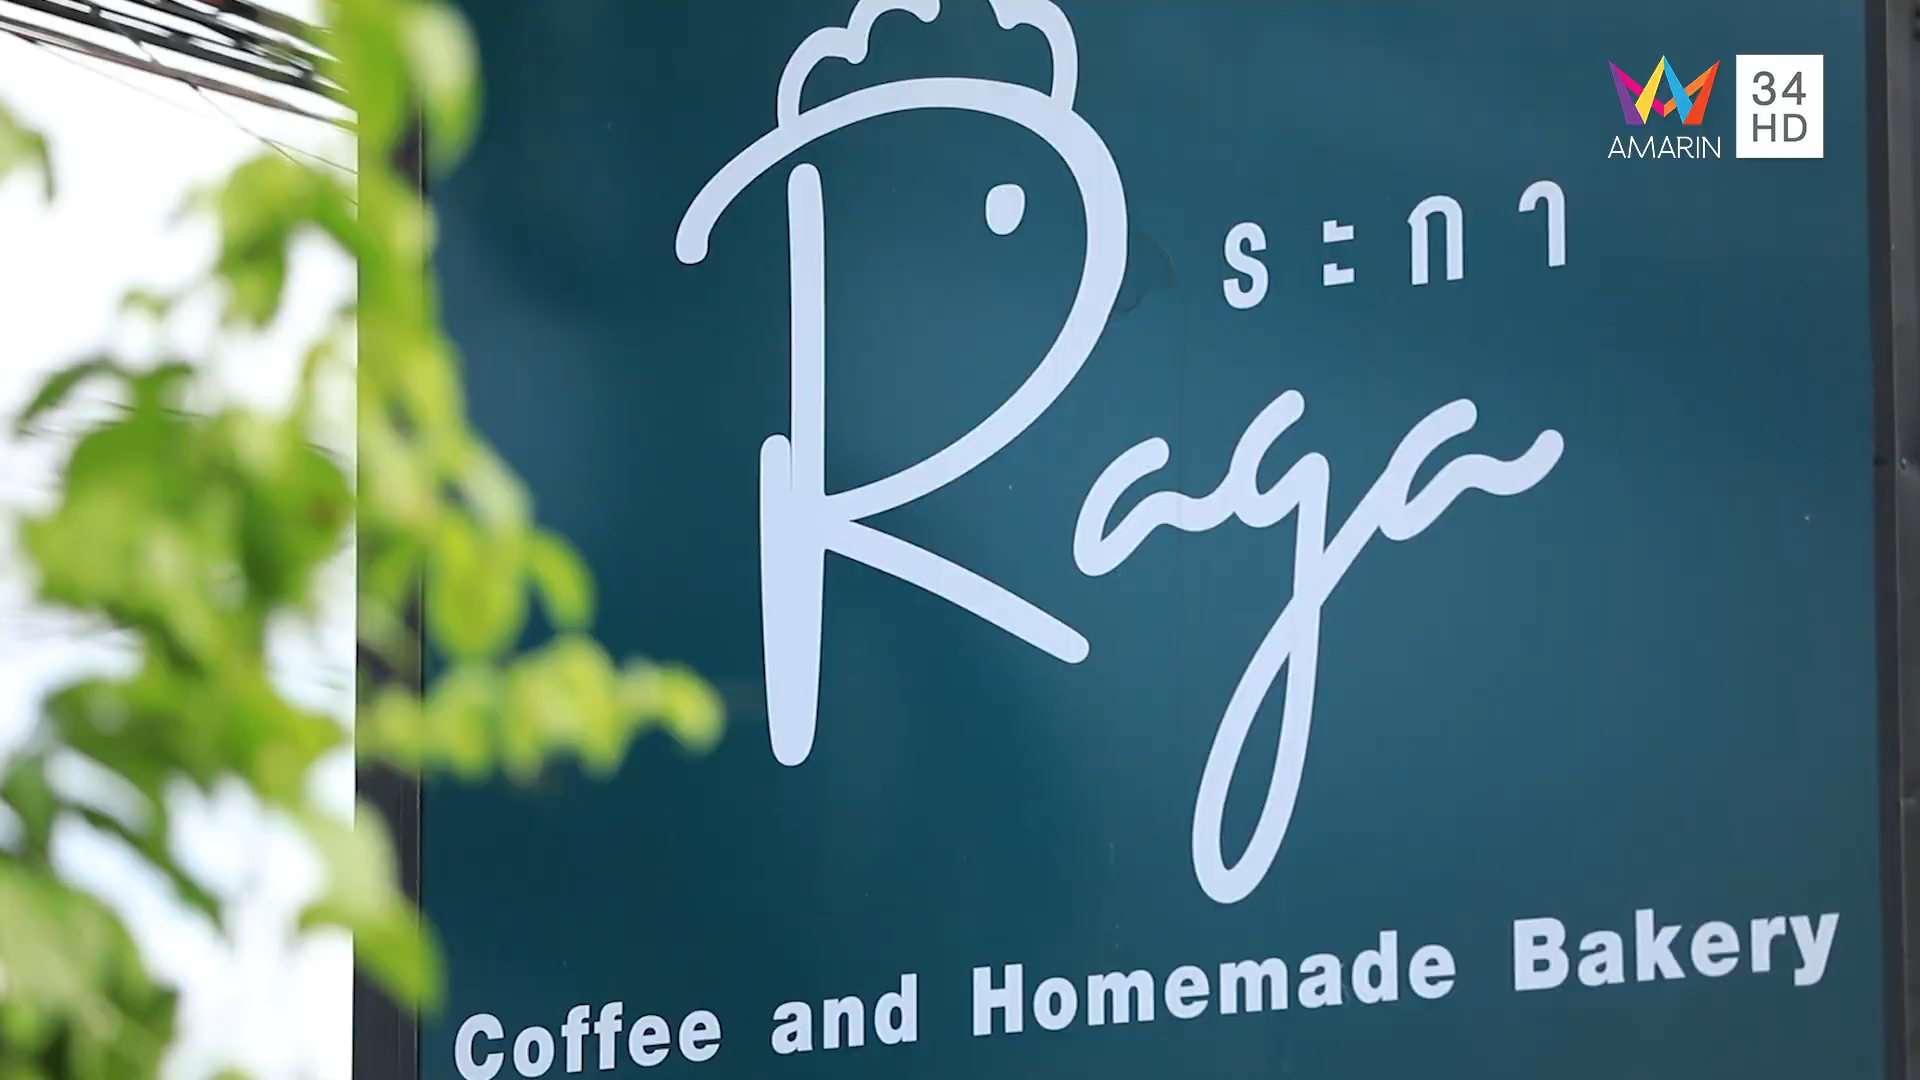 AMARIN
34
HD
ระกา
Raga
Coffee and Homemade Bakery